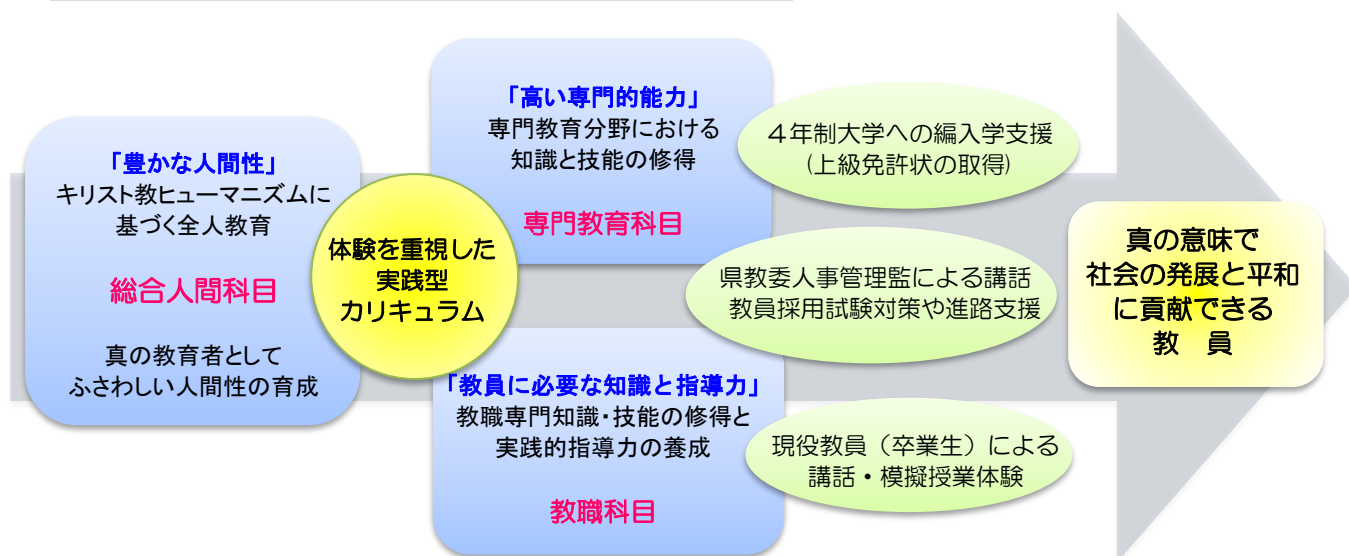 「豊かな人間性」
キリスト教ヒューマニズムに
基づく全人教育
総合人間科目
真の教育者として
ふさわしい人間性の育成
体験を重視した
実践型
カリキュラム
「高い専門的能力」
専門教育分野における
知識と技能の修得
専門教育科目
「教員に必要な知識と指導力」
教職専門知識・技能の修得と
実践的指導力の養成
教職科目
４年制大学への編入学支援
(上級免許状の取得)
県教委人事管理監による講話
教員採用試験対策や進路支援
現役教員（卒業生）による
講話・模擬授業体験
真の意味で
社会の発展と平和
に貢献できる
教　員